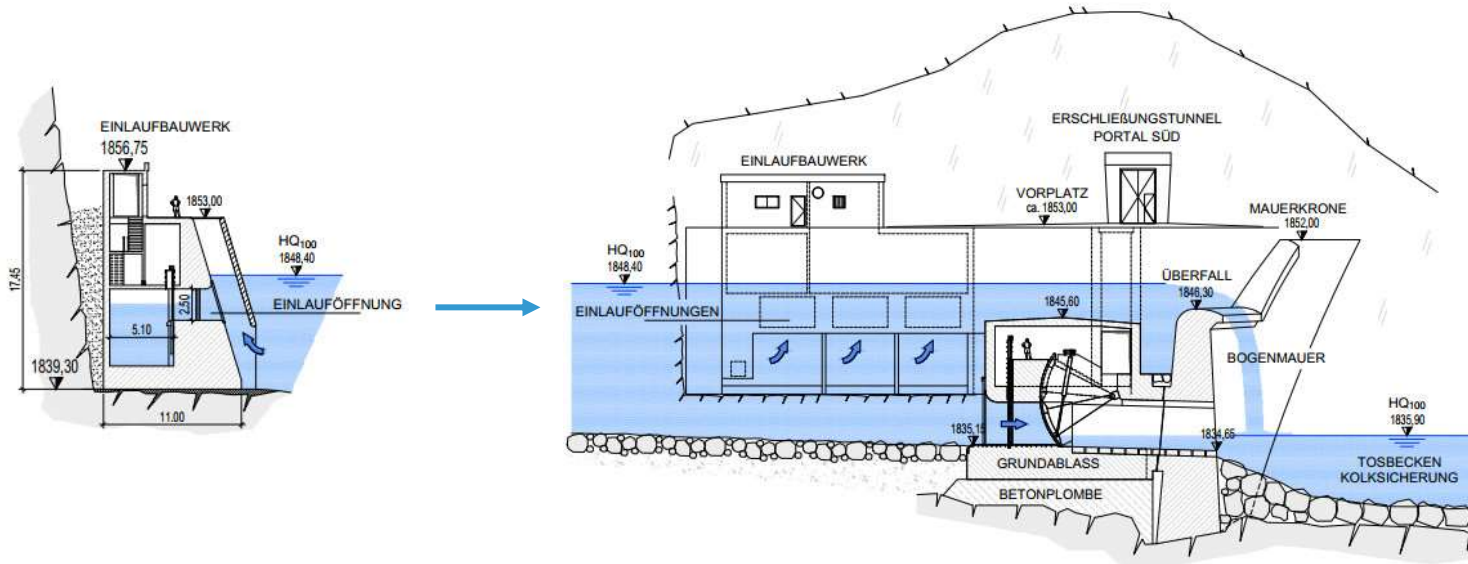 EINLAUFBAUWERK
1856,75
1853,00
HQ100
1848,40
17,45
EINLAUFÖFFNUNG
2,50
5.10
1839,30
11.00
ERSCHLIEßUNGSTUNNEL
PORTAL SÜD
EINLAUFBAUWERK
VORPLATZ
ca. 1853,00
MAUERKRONE
1852,00
HQ100
1848,40
ÜBERFALL
1846,30
EINLAUFÖFFNUNGEN
1845,60
BOGENMAUER
HQ100
1835,90
1835,15
1834,65
TOSBECKEN
KOLKSICHERUNG
GRUNDABLASS
BETONPLOMBE